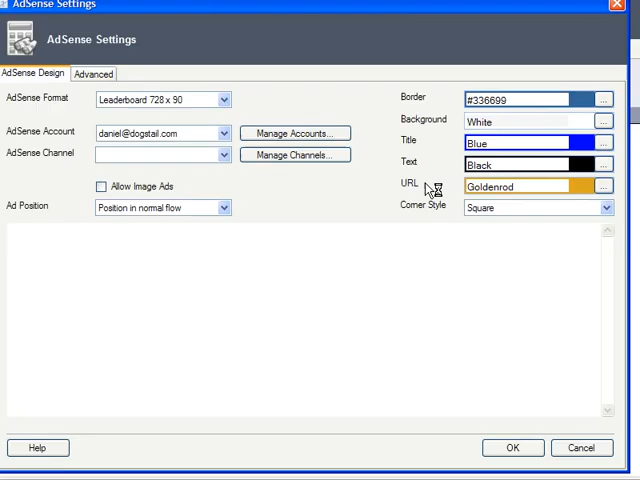 AdSense Settings
AdSense Settings
AdSense Design
Advanced
AdSense Format
Leaderboard 728 x 90
AdSense Account
daniel@dogstail.com
Manage Accounts...
AdSense Channel
Manage Channels...
Allow Image Ads
Ad Position
Position in normal flow
Border
#336699
...
Background
White
...
Title
Blue
...
Text
Black
...
URL
Goldenrod
...
Corner Style
Square
Help
OK
Cancel